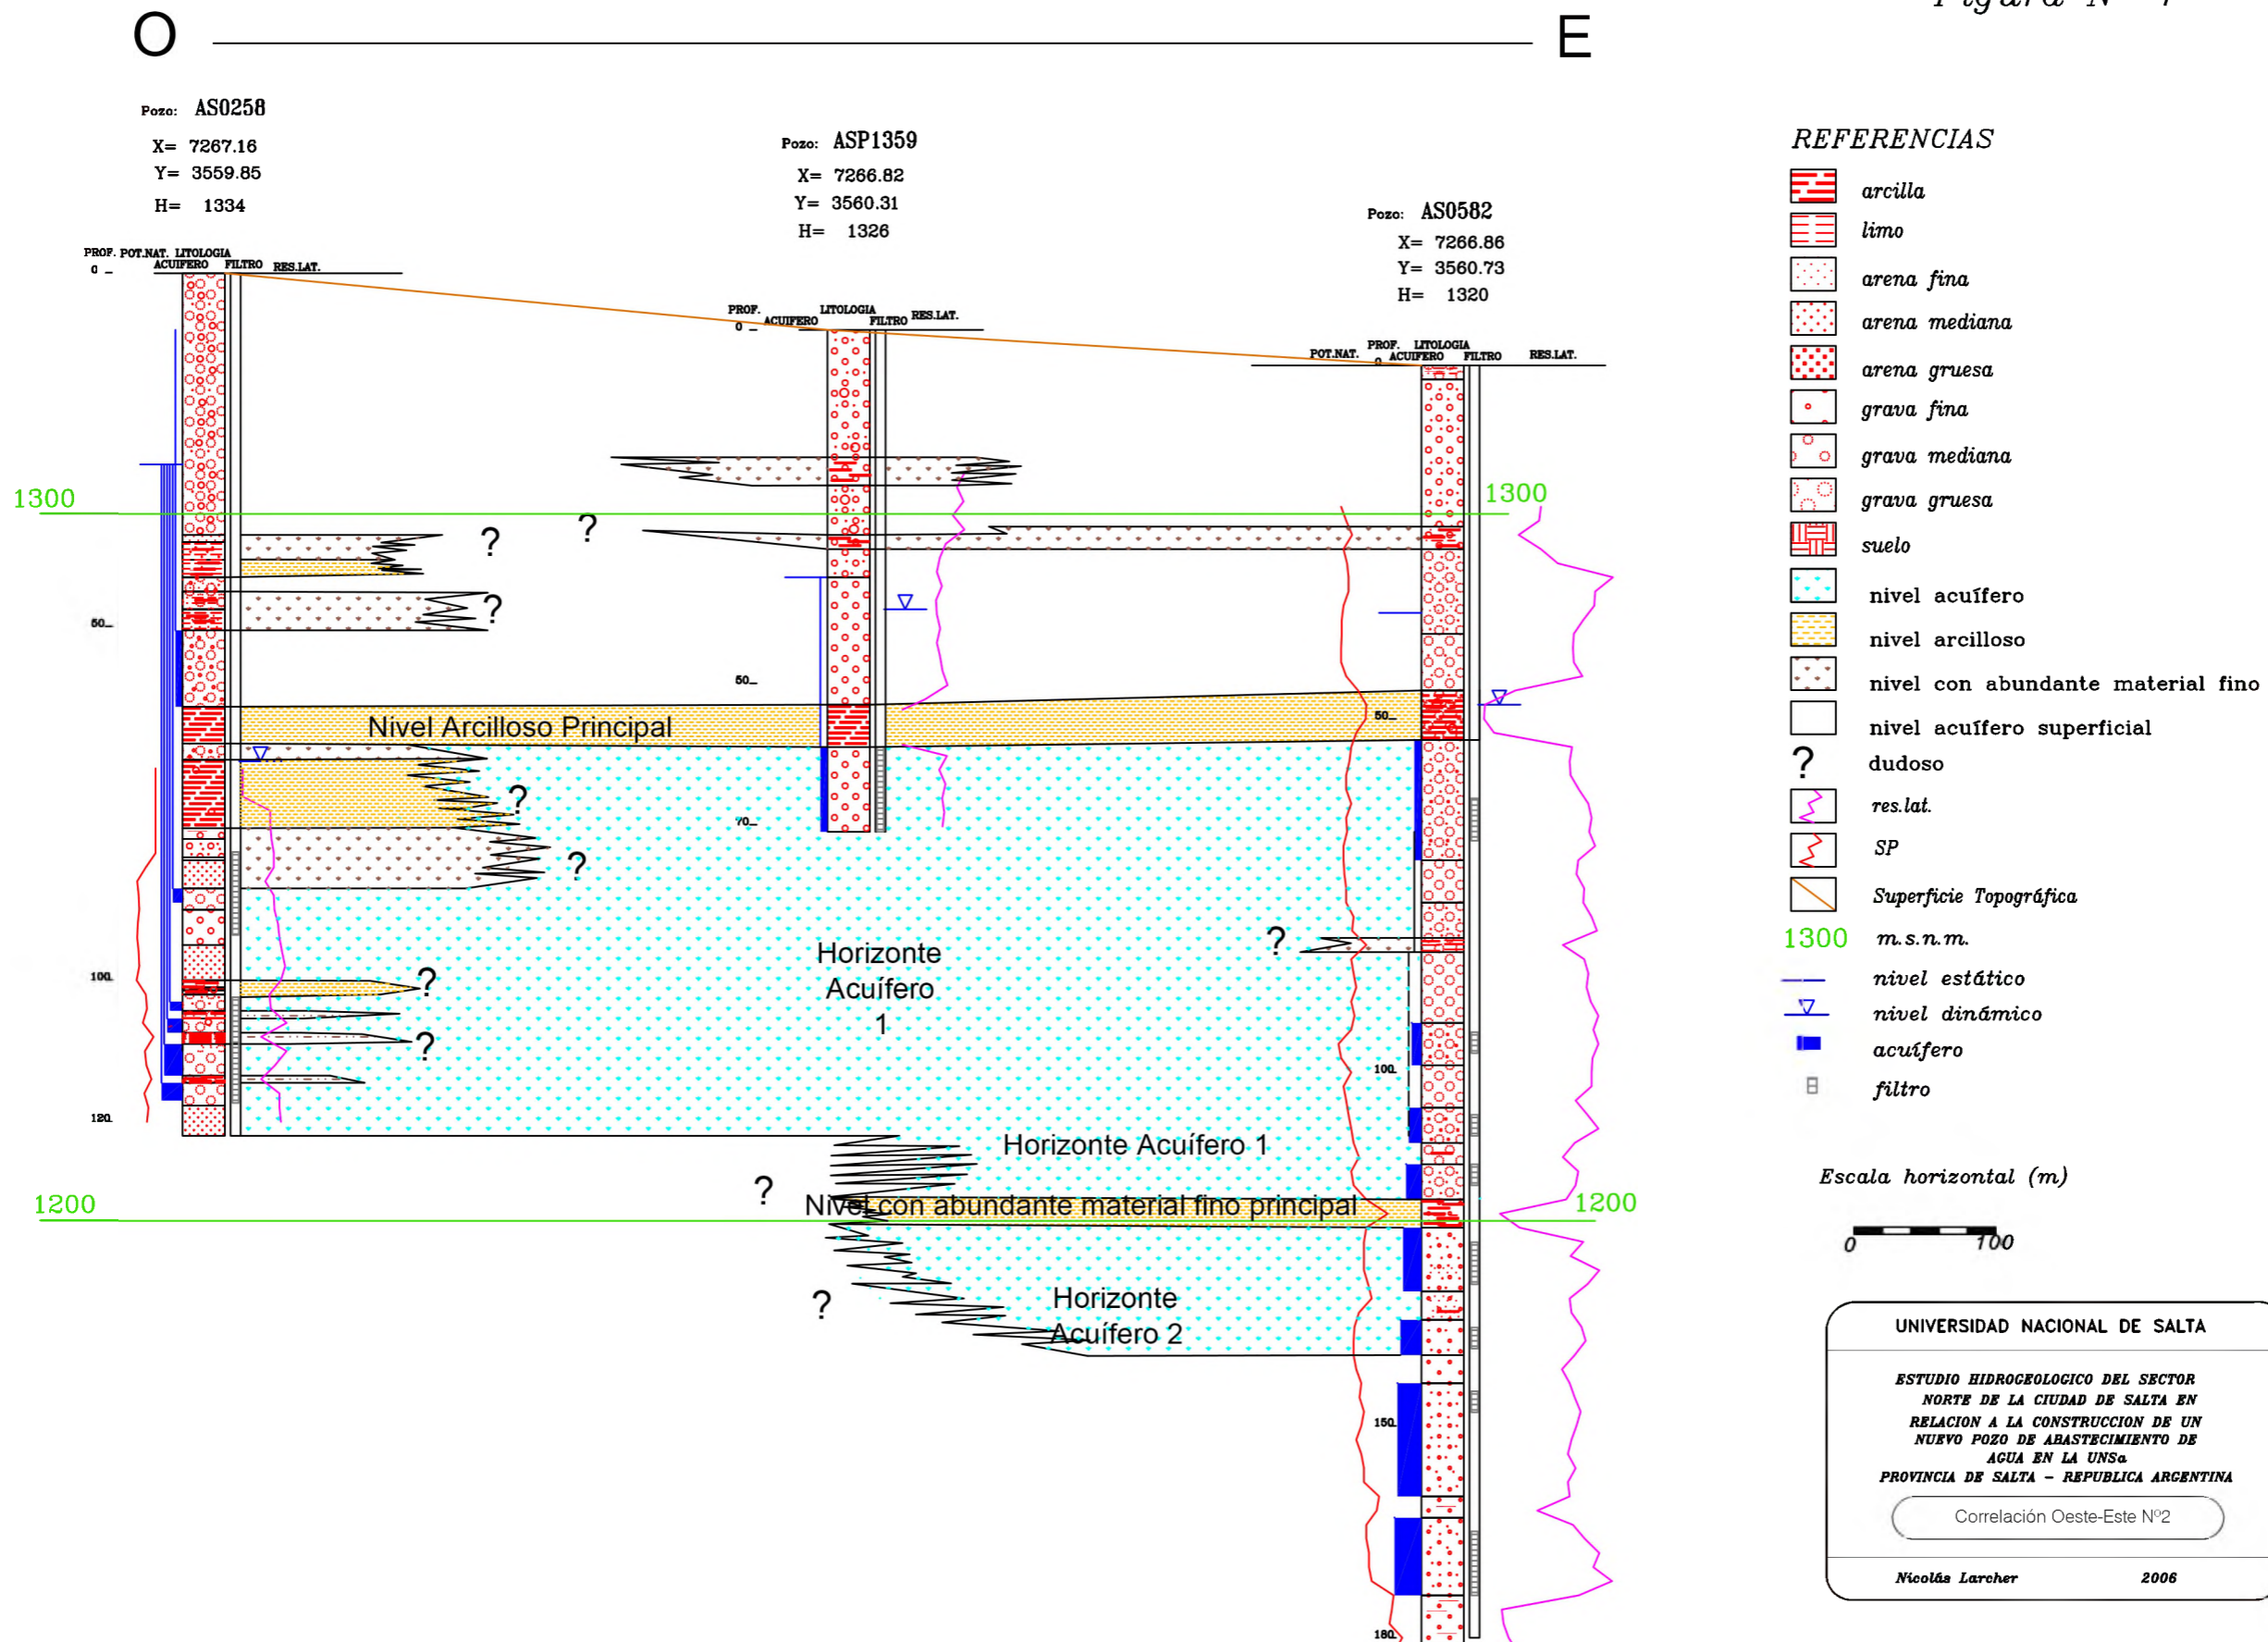 O
E
Pozo: AS0258
X= 7267.16
Y= 3559.85
H= 1334
Pozo: ASP1359
X= 7266.82
Y= 3560.31
H= 1326
Pozo: AS0582
X= 7266.86
Y= 3560.73
H= 1320
PROF. POT.NAT. LITOLOGIA
ACUIFERO FILTRO RES.LAT.
0
PROF. LITOLOGIA
ACUIFERO FILTRO RES.LAT.
0
PROF. LITOLOGIA
POT.NAT. ACUIFERO FILTRO RES.LAT.
1300
1300
?
?
?
50
50
50
Nivel Arcilloso Principal
?
70
?
?
Horizonte
Acuífero
1
100
?
?
100
120
Horizonte Acuífero 1
?
Nivel con abundante material fino principal
1200
1200
?
Horizonte
Acuífero 2
150
180
REFERENCIAS
arcilla
limo
arena fina
arena mediana
arena gruesa
grava fina
grava mediana
grava gruesa
suelo
nivel acuífero
nivel arcilloso
nivel con abundante material fino
nivel acuífero superficial
? dudoso
res.lat.
SP
Superficie Topográfica
1300 m.s.n.m.
nivel estático
nivel dinámico
acuífero
filtro
Escala horizontal (m)
0 100
UNIVERSIDAD NACIONAL DE SALTA
ESTUDIO HIDROGEOLOGICO DEL SECTOR
NORTE DE LA CIUDAD DE SALTA EN
RELACION A LA CONSTRUCCION DE UN
NUEVO POZO DE ABASTECIMIENTO DE
AGUA EN LA UNSa
PROVINCIA DE SALTA - REPUBLICA ARGENTINA
Correlación Oeste-Este Nº2
Nicolás Larcher 2006